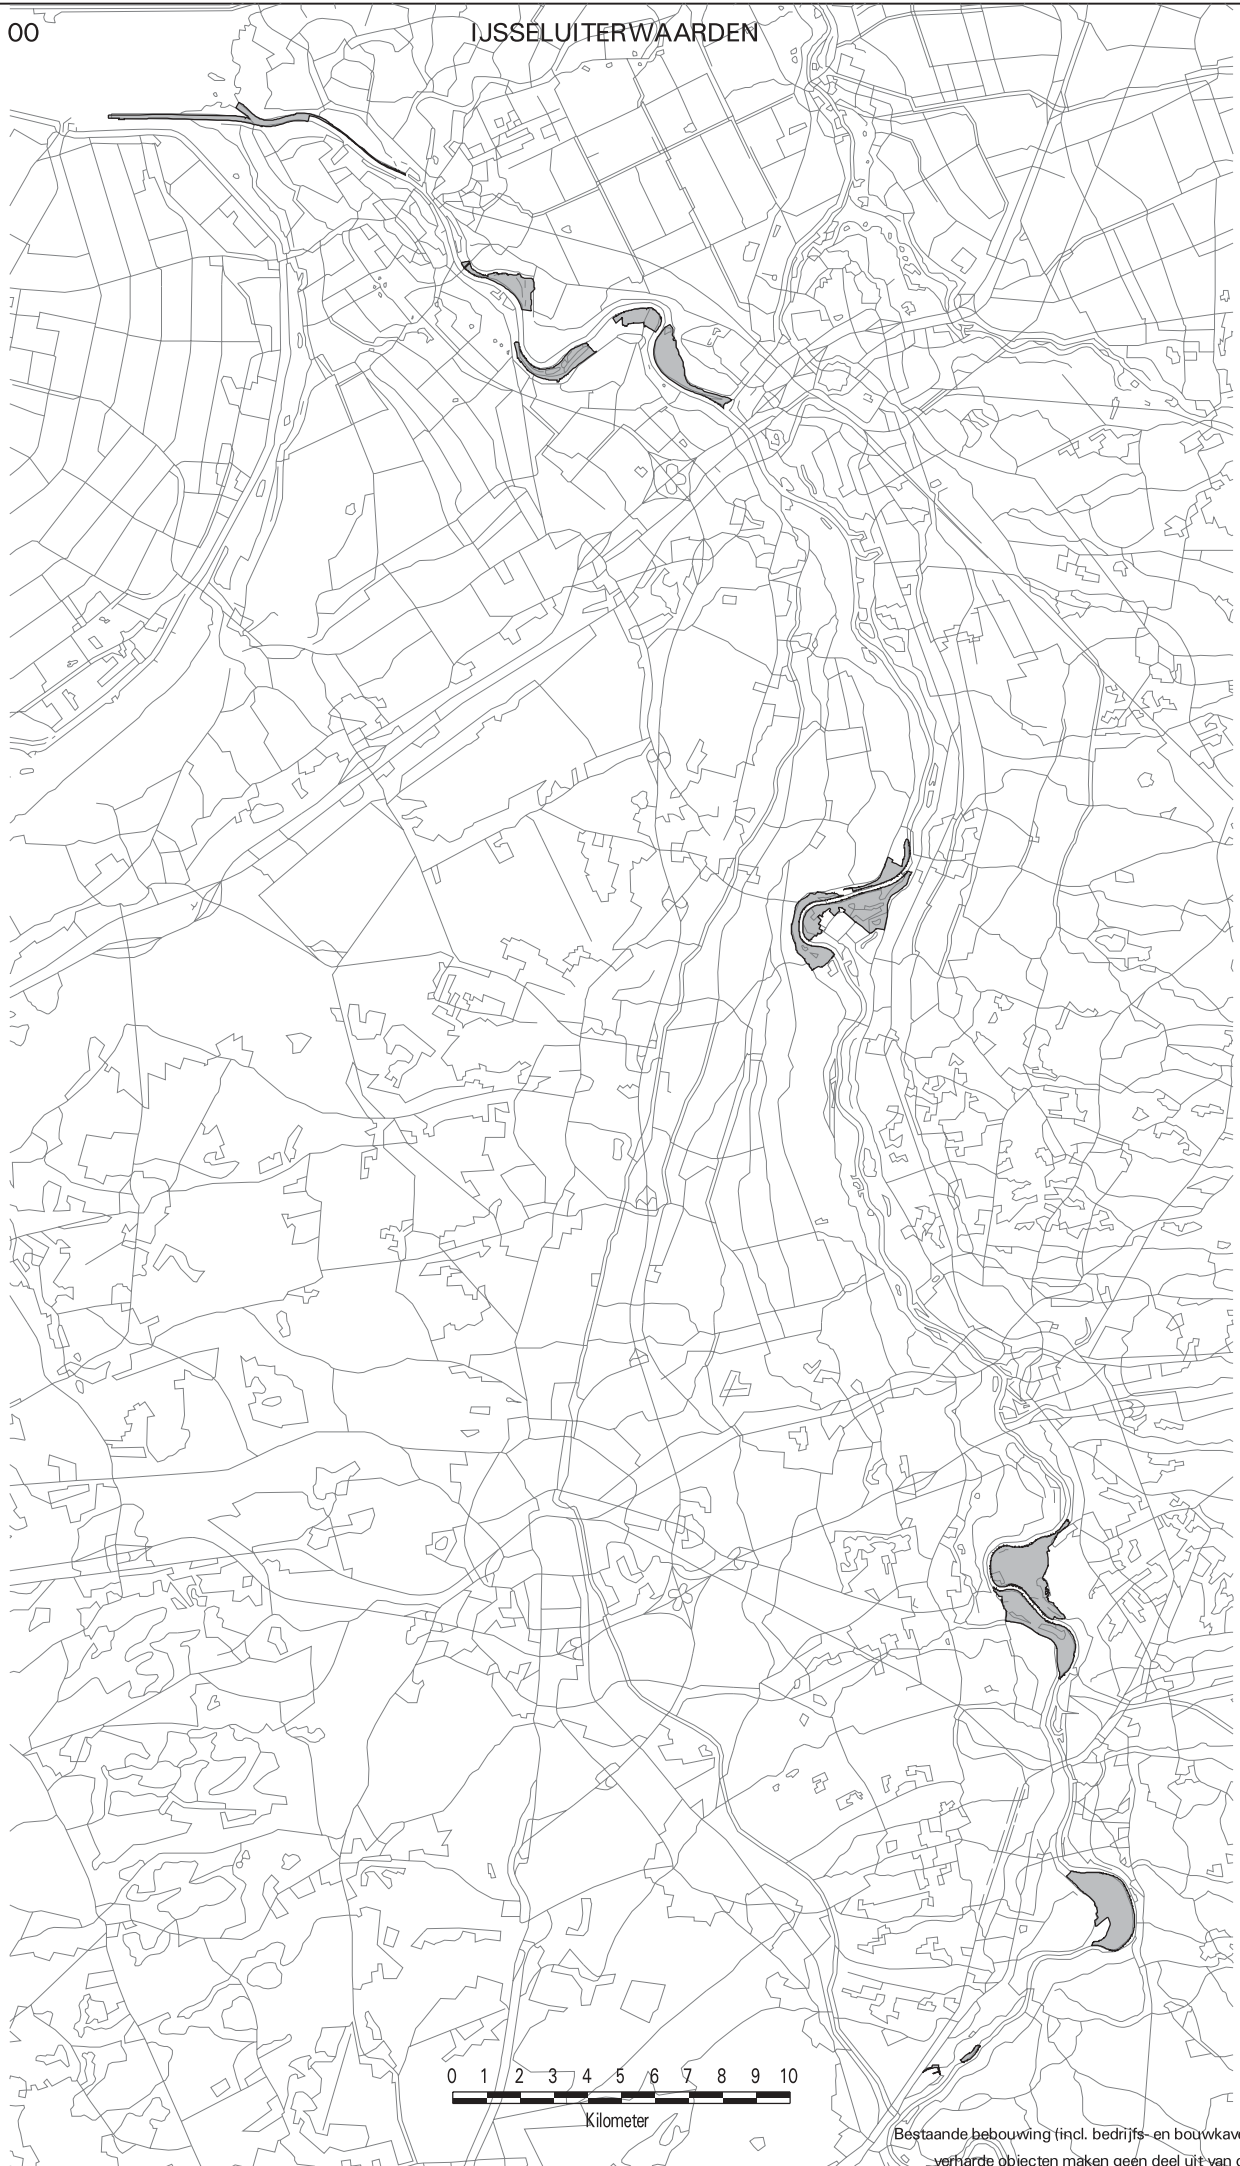 00
IJSSELUITERWAARDEN
0 1 2 3 4 5 6 7 8 9 10
Kilometer
Bestaande bebouwing (incl. bedrijfs- en bouwkave
verharde objecten maken geen deel uit van